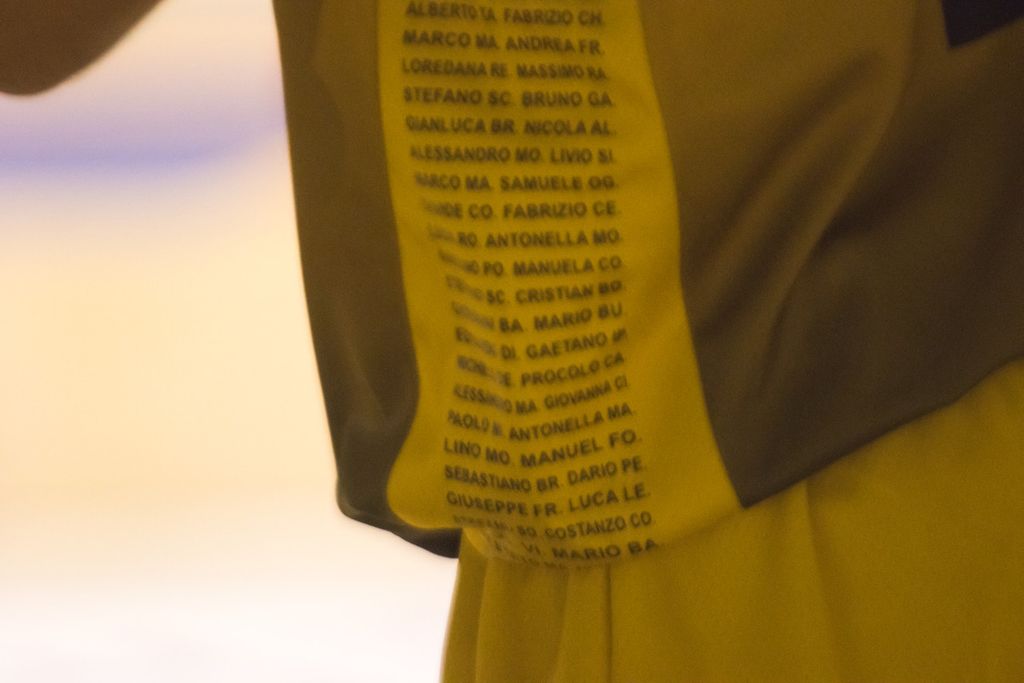 ALBERTO TA. FABRIZIO CH.
MARCO MA. ANDREA FR.
LOREDANA RE. MASSIMO RA.
STEFANO SC. BRUNO GA.
GIANLUCA BR. NICOLA AL.
ALESSANDRO MO. LIVIO SI.
MARCO MA. SAMUELE OG.
CO. FABRIZIO CE.
RO. ANTONELLA MO.
PO. MANUELA CO.
SC. CRISTIAN BO.
BA. MARIO BU.
DI. GAETANO
PROCOLO CA.
MA. GIOVANNA CI.
PAOLO ANTONELLA MA.
LINO MO. MANUEL FO.
SEBASTIANO BR. DARIO PE.
GIUSEPPE FR. LUCA LE.
BO. COSTANZO CO.
VI. MARIO BA.